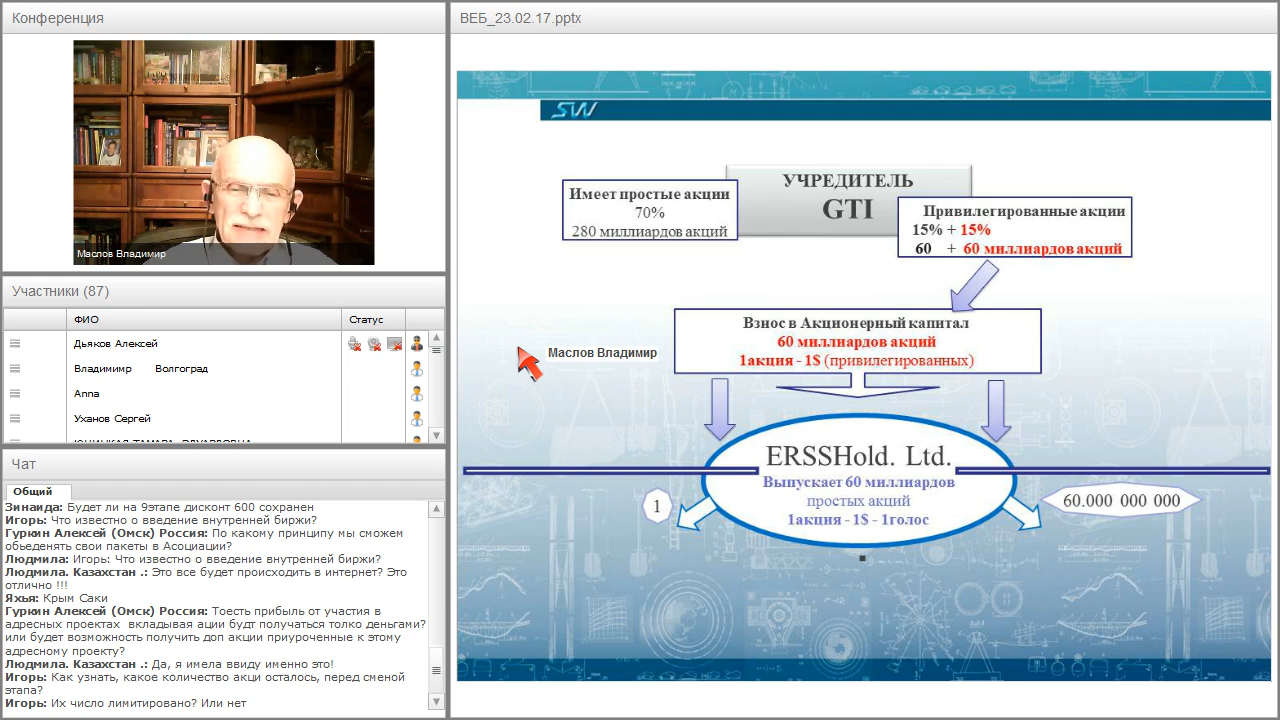 Конференция
Маслов Владимир
Участники (87)
ФИО
Статус
Дьяков Алексей
Владиимир Волгоград
Anna
Уханов Сергей
Чат
Общий
Зинаида: Будет ли на 9этапа дисконт 600 сохранен
Игорь: Что известно о введение внутренней биржи?
Гуркин Алексей (Омск) Россия: По какому принципу мы сможем
обьеденять свои пакеты в Асоциации?
Людмила: Игорь: Что известно о введение внутренней биржи?
Людмила. Казахстан .: Это все будет происходить в интернет? Это
отлично !!!
Яхья: Крым Саки
Гуркин Алексей (Омск) Россия: Тоесть прибыль от участия в
адресных проектах вкладывая ации будт получаться толко деньгами?
или будет возможность получить доп акции приуроченные к этому
адресному проекту?
Людмила. Казахстан .: Да, я имела ввиду именно это!
Игорь: Как узнать, какое количество акци осталось, перед сменой
этапа?
Игорь: Их число лимитировано? Или нет
ВЕБ_23.02.17.pptx
SW
УЧРЕДИТЕЛЬ
GTI
Имеет простые акции
70%
280 миллиардов акций
Привилегированные акции
15% + 15%
60 + 60 миллиардов акций
Взнос в Акционерный капитал
60 миллиардов акций
1акция - 1$ (привилегированных)
Маслов Владимир
ERSSHold. Ltd.
Выпускает 60 миллиардов
простых акций
1акция - 1$ - 1голос
1
60.000 000 000